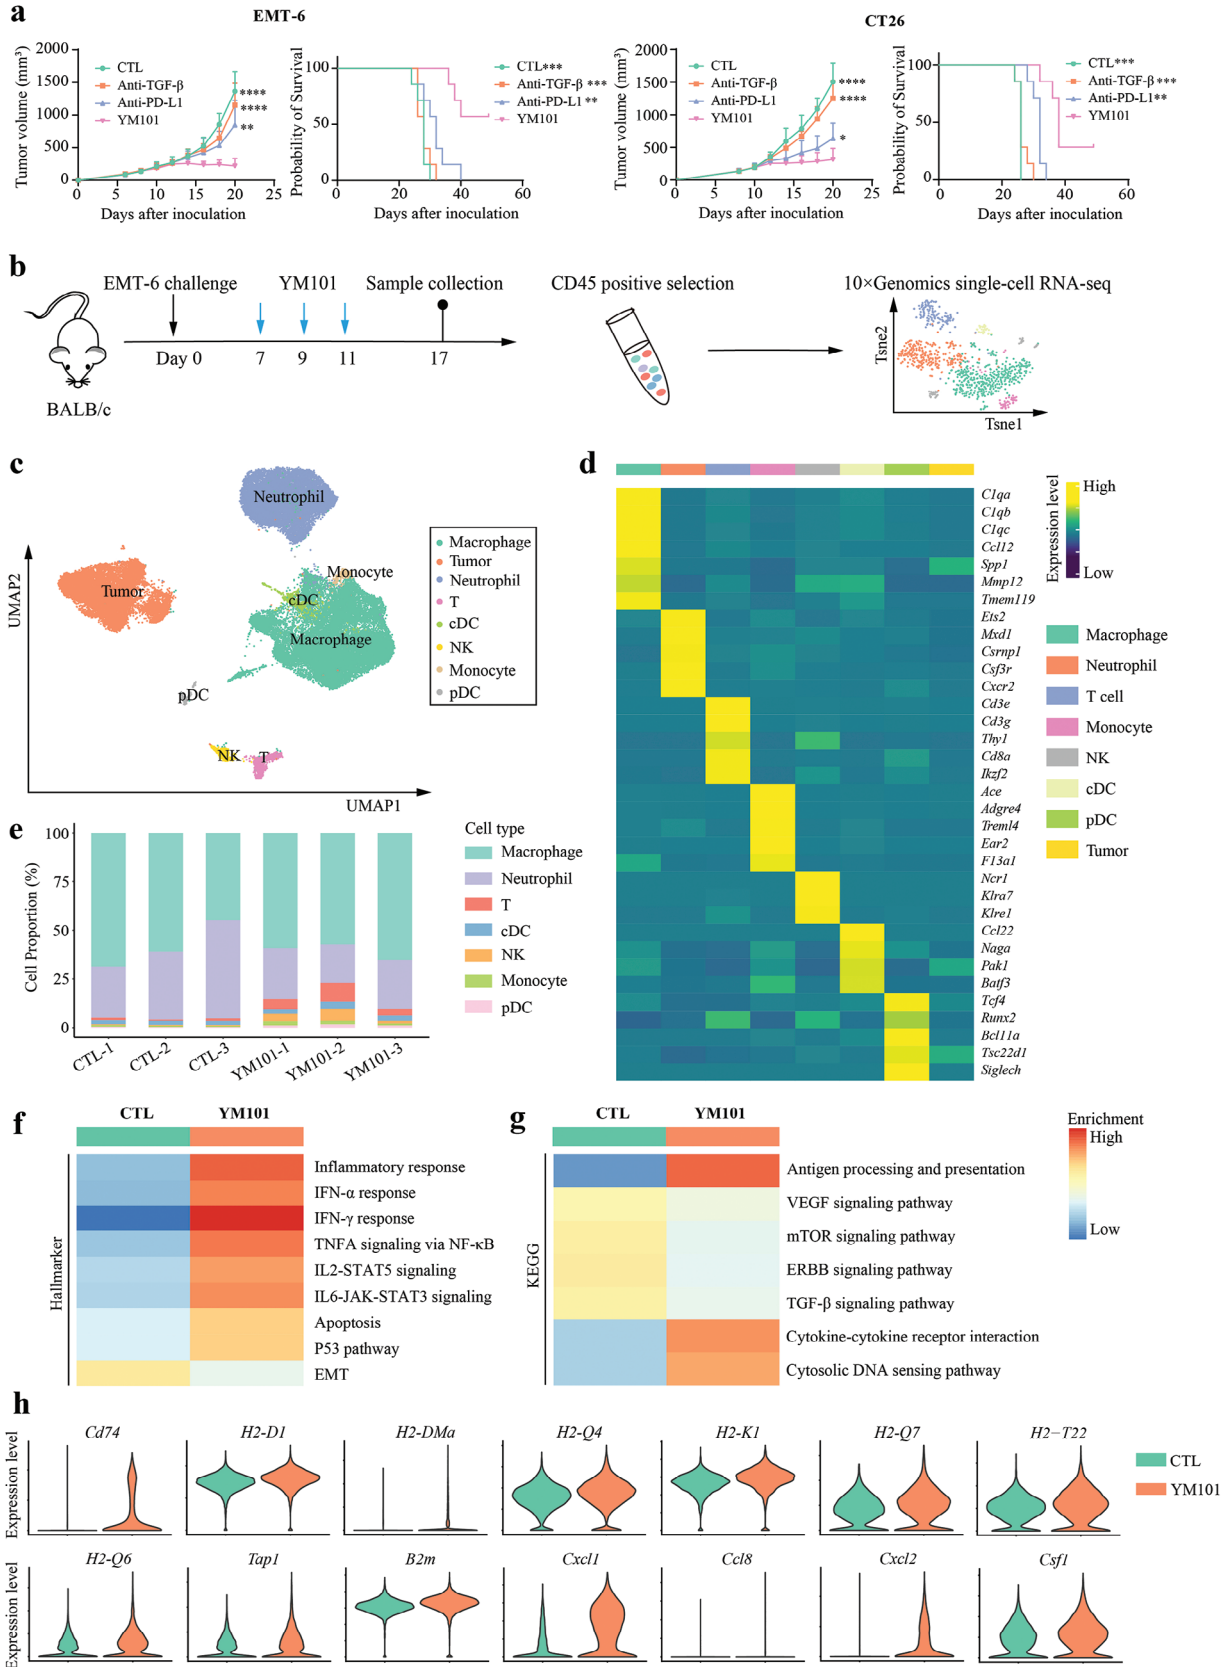 a
EMT-6
CT26
Tumor volume (mm³)
2000
1500
1000
500
0
0 5 10 15 20 25
Days after inoculation
CTL
Anti-TGF-β
Anti-PD-L1
YM101
****
****
**
Probability of Survival
100
50
0
0 20 40 60
Days after inoculation
CTL***
Anti-TGF-β ***
Anti-PD-L1 **
YM101
Tumor volume (mm³)
2000
1500
1000
500
0
0 5 10 15 20 25
Days after inoculation
CTL
Anti-TGF-β
Anti-PD-L1
YM101
****
****
*
Probability of Survival
100
50
0
0 20 40 60
Days after inoculation
CTL***
Anti-TGF-β ***
Anti-PD-L1**
YM101
b
EMT-6 challenge
YM101
Sample collection
CD45 positive selection
10×Genomics single-cell RNA-seq
Day 0
7
9
11
17
BALB/c
Tsne2
Tsne1
c
Neutrophil
Monocyte
Tumor
cDC
Macrophage
pDC
NK
T
UMAP2
UMAP1
Macrophage
Tumor
Neutrophil
T
cDC
NK
Monocyte
pDC
d
C1qa
C1qb
C1qc
Ccl12
Spp1
Mmp12
Tmem119
Ets2
Mxd1
Csrnp1
Csf3r
Cxcr2
Cd3e
Cd3g
Thy1
Cd8a
Ikzf2
Ace
Adgre4
Treml4
Ear2
F13a1
Ncr1
Klra7
Klre1
Ccl22
Naga
Pak1
Batf3
Tcf4
Runx2
Bcl11a
Tsc22d1
Siglech
Expression level
High
Low
Macrophage
Neutrophil
T cell
Monocyte
NK
cDC
pDC
Tumor
e
Cell Proportion (%)
100
75
50
25
0
CTL-1
CTL-2
CTL-3
YM101-1
YM101-2
YM101-3
Cell type
Macrophage
Neutrophil
T
cDC
NK
Monocyte
pDC
f
CTL
YM101
Hallmarker
Inflammatory response
IFN-α response
IFN-γ response
TNFA signaling via NF-κB
IL2-STAT5 signaling
IL6-JAK-STAT3 signaling
Apoptosis
P53 pathway
EMT
g
CTL
YM101
KEGG
Antigen processing and presentation
VEGF signaling pathway
mTOR signaling pathway
ERBB signaling pathway
TGF-β signaling pathway
Cytokine-cytokine receptor interaction
Cytosolic DNA sensing pathway
Enrichment
High
Low
h
Expression level
Cd74
H2-D1
H2-DMa
H2-Q4
H2-K1
H2-Q7
H2−T22
CTL
YM101
Expression level
H2-Q6
Tap1
B2m
Cxcl1
Ccl8
Cxcl2
Csf1